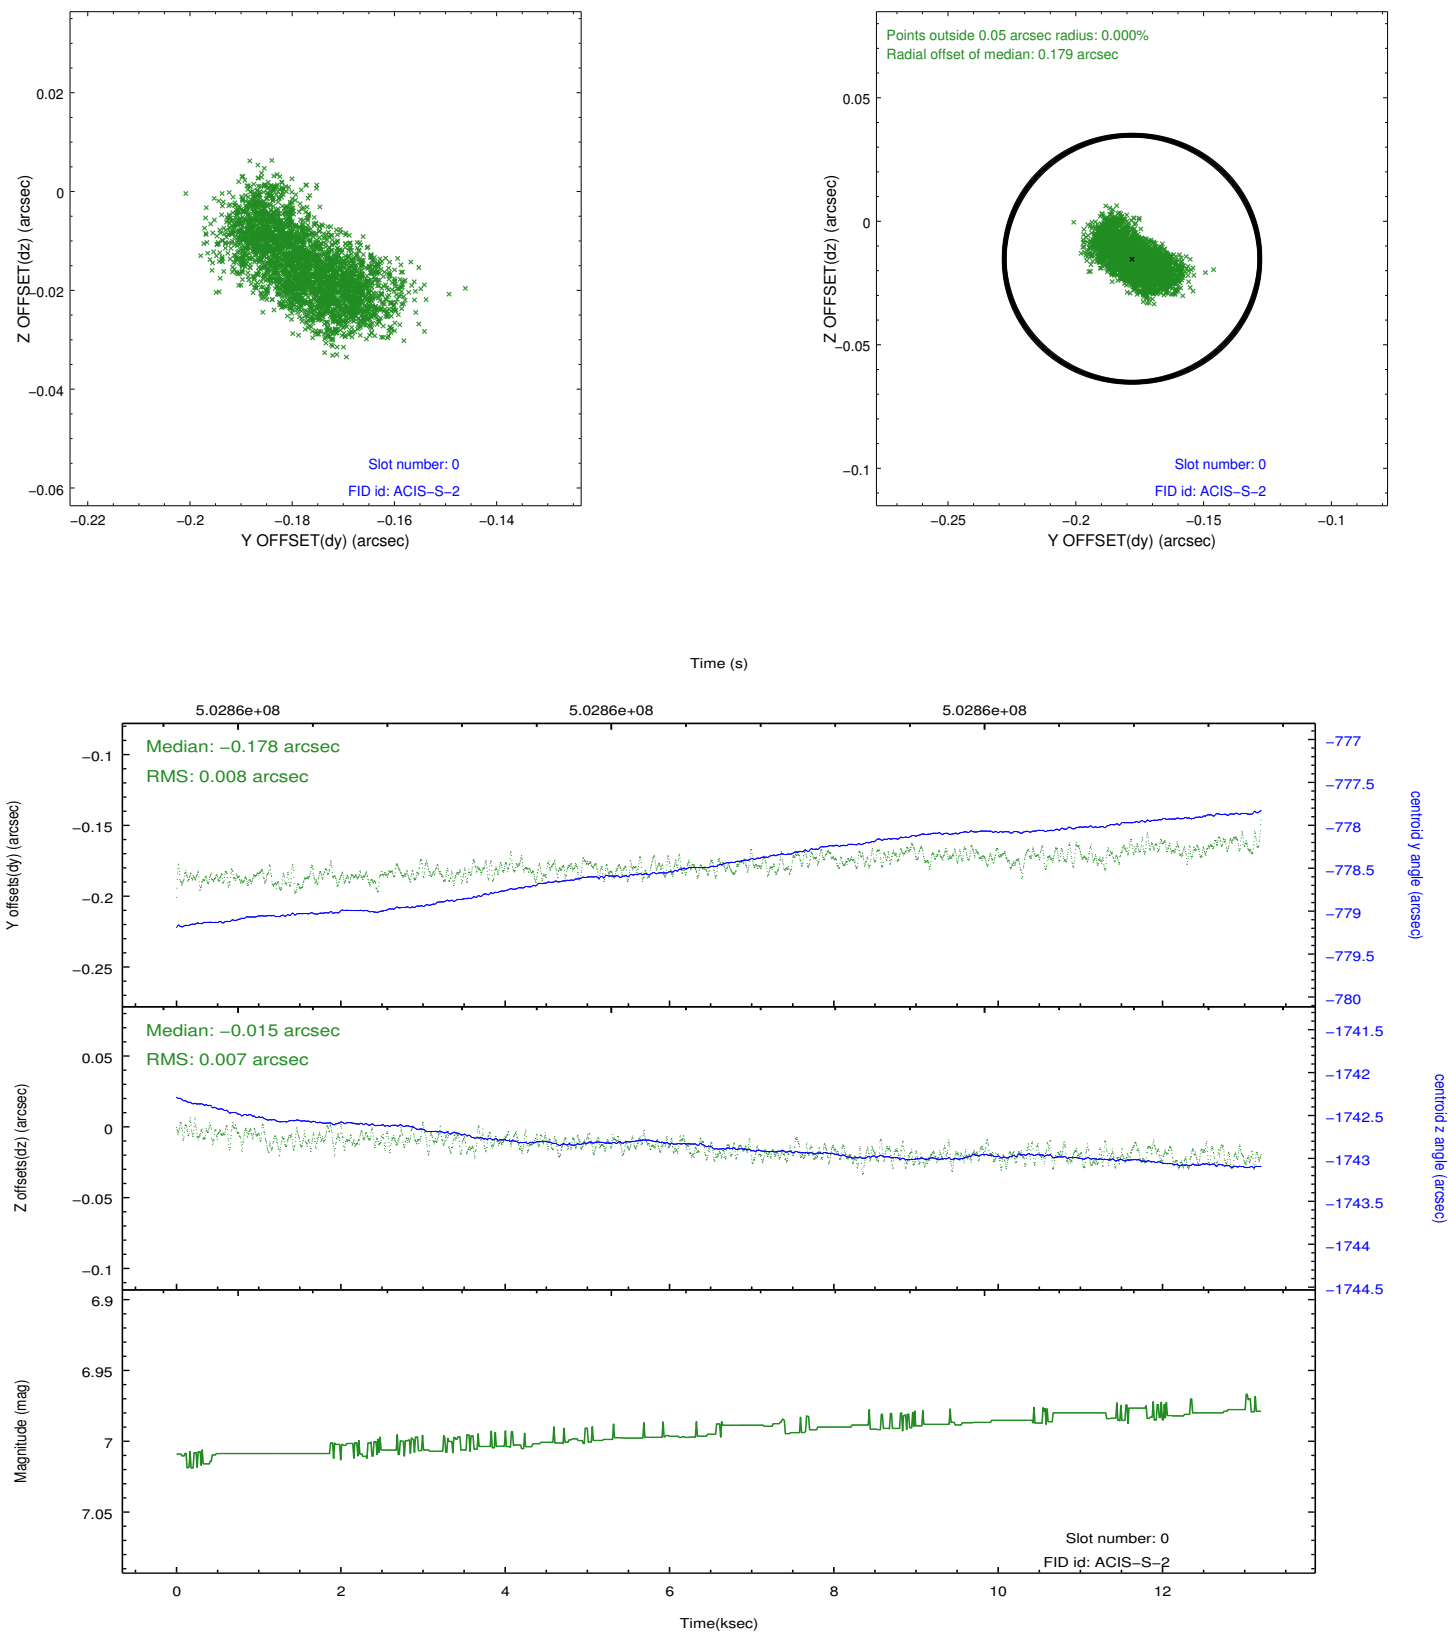 0.02
0
−0.02
−0.04
−0.06
Z OFFSET(dz) (arcsec)
Slot number: 0
FID id: ACIS−S−2
−0.22
−0.2
−0.18
−0.16
−0.14
Y OFFSET(dy) (arcsec)
Points outside 0.05 arcsec radius: 0.000%
Radial offset of median: 0.179 arcsec
0.05
0
−0.05
−0.1
Z OFFSET(dz) (arcsec)
Slot number: 0
FID id: ACIS−S−2
−0.25
−0.2
−0.15
−0.1
Y OFFSET(dy) (arcsec)
Time (s)
5.0286e+08
5.0286e+08
5.0286e+08
Median: −0.178 arcsec
RMS: 0.008 arcsec
−0.1
−0.15
−0.2
−0.25
Y offsets(dy) (arcsec)
−777
−777.5
−778
−778.5
−779
−779.5
−780
centroid y angle (arcsec)
Median: −0.015 arcsec
RMS: 0.007 arcsec
0.05
0
−0.05
−0.1
Z offsets(dz) (arcsec)
−1741.5
−1742
−1742.5
−1743
−1743.5
−1744
−1744.5
centroid z angle (arcsec)
6.9
6.95
7
7.05
Magnitude (mag)
Slot number: 0
FID id: ACIS−S−2
0
2
4
6
8
10
12
Time(ksec)